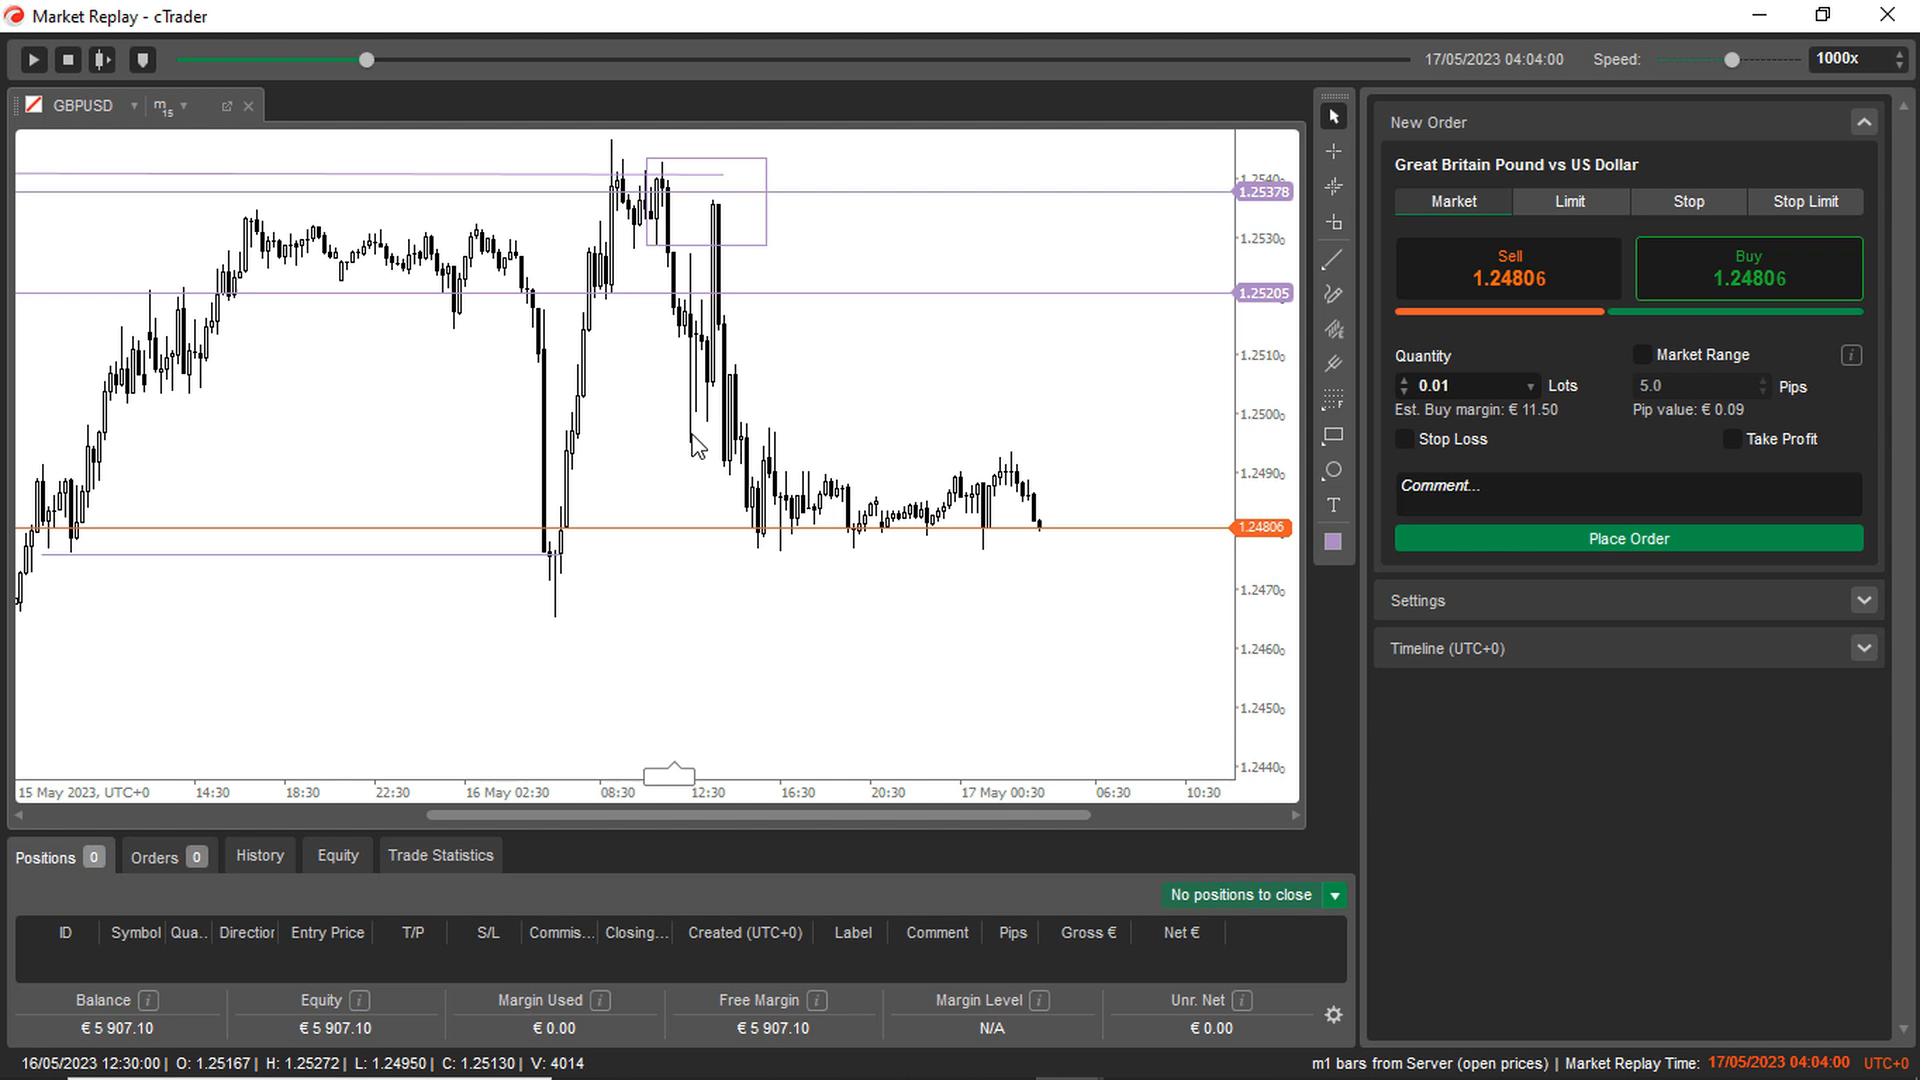 Market Replay - cTrader
17/05/2023 04:04:00 Speed: 1000x
GBPUSD m15
1.25378
1.25300
1.25205
1.25100
1.25000
1.24900
1.24806
1.24700
1.24600
1.24500
1.24400
15 May 2023, UTC+0 14:30 18:30 22:30 16 May 02:30 08:30 12:30 16:30 20:30 17 May 00:30 06:30 10:30
New Order
Great Britain Pound vs US Dollar
Market Limit Stop Stop Limit
Sell Buy
1.24806 1.24806
Quantity Market Range
0.01 Lots 5.0 Pips
Est. Buy margin: € 11.50 Pip value: € 0.09
Stop Loss Take Profit
Comment...
Place Order
Settings
Timeline (UTC+0)
T
Positions 0 Orders 0 History Equity Trade Statistics
No positions to close
ID Symbol Qua.. Direction Entry Price T/P S/L Commis... Closing... Created (UTC+0) Label Comment Pips Gross € Net €
Balance Equity Margin Used Free Margin Margin Level Unr. Net
€ 5 907.10 € 5 907.10 € 0.00 € 5 907.10 N/A € 0.00
16/05/2023 12:30:00 | O: 1.25167 | H: 1.25272 | L: 1.24950 | C: 1.25130 | V: 4014
m1 bars from Server (open prices) | Market Replay Time: 17/05/2023 04:04:00 UTC+0